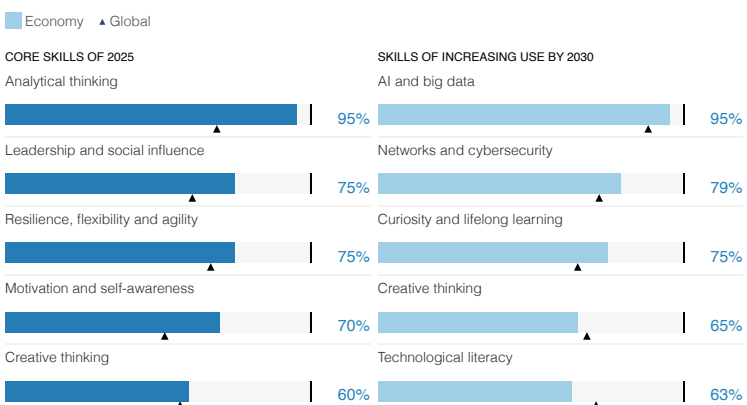 Economy ▲ Global
CORE SKILLS OF 2025
Analytical thinking
95%
Leadership and social influence
75%
Resilience, flexibility and agility
75%
Motivation and self-awareness
70%
Creative thinking
60%
SKILLS OF INCREASING USE BY 2030
AI and big data
95%
Networks and cybersecurity
79%
Curiosity and lifelong learning
75%
Creative thinking
65%
Technological literacy
63%